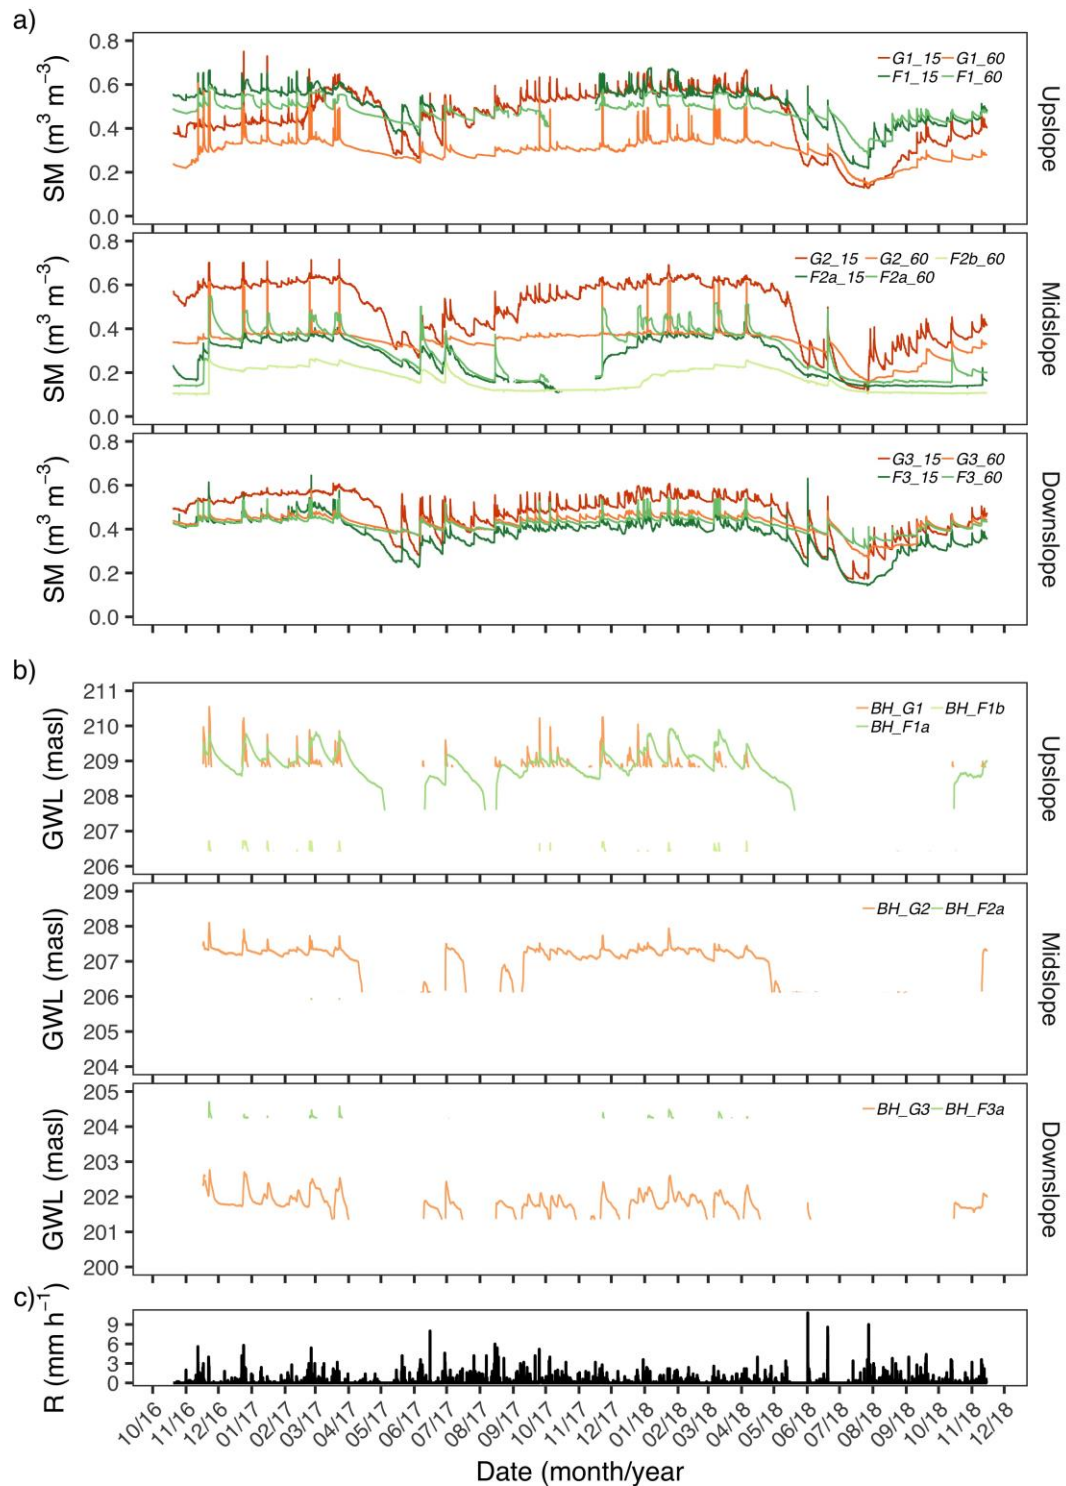 a)
0.8
0.6
0.4
0.2
0.0
SM (m³ m⁻³)
G1_15 G1_60
F1_15 F1_60
Upslope
0.8
0.6
0.4
0.2
0.0
SM (m³ m⁻³)
G2_15 G2_60 F2b_60
F2a_15 F2a_60
Midslope
0.8
0.6
0.4
0.2
0.0
SM (m³ m⁻³)
G3_15 G3_60
F3_15 F3_60
Downslope
b)
211
210
209
208
207
206
GWL (masl)
BH_G1 BH_F1b
BH_F1a
Upslope
209
208
207
206
205
204
GWL (masl)
BH_G2 BH_F2a
Midslope
205
204
203
202
201
200
GWL (masl)
BH_G3 BH_F3a
Downslope
c)
9
6
3
0
R (mm h⁻¹)
10/16 11/16 12/16 01/17 02/17 03/17 04/17 05/17 06/17 07/17 08/17 09/17 10/17 11/17 12/17 01/18 02/18 03/18 04/18 05/18 06/18 07/18 08/18 09/18 10/18 11/18 12/18
Date (month/year